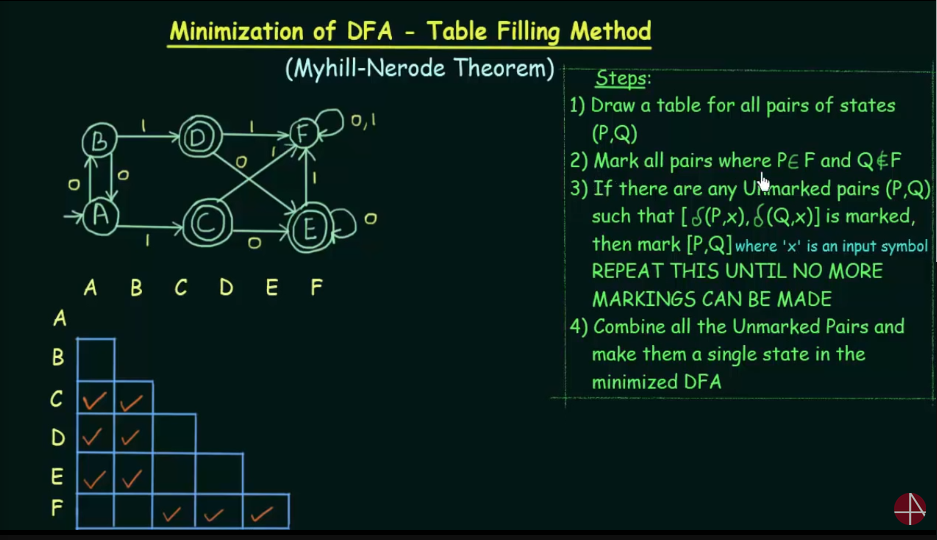 Minimization of DFA - Table Filling Method
(Myhill-Nerode Theorem)
Steps:
1) Draw a table for all pairs of states
(P,Q)
2) Mark all pairs where P∈ F and Q∉F
3) If there are any Unmarked pairs (P,Q)
such that [ δ(P,x), δ(Q,x)] is marked,
then mark [P,Q] where 'x' is an input symbol
REPEAT THIS UNTIL NO MORE
MARKINGS CAN BE MADE
4) Combine all the Unmarked Pairs and
make them a single state in the
minimized DFA
B 1 D 1 F 0,1
0 0 0 1 1
A 1 C 0 E 0
A B C D E F
A
B
C ✓ ✓
D ✓ ✓
E ✓ ✓
F ✓ ✓ ✓